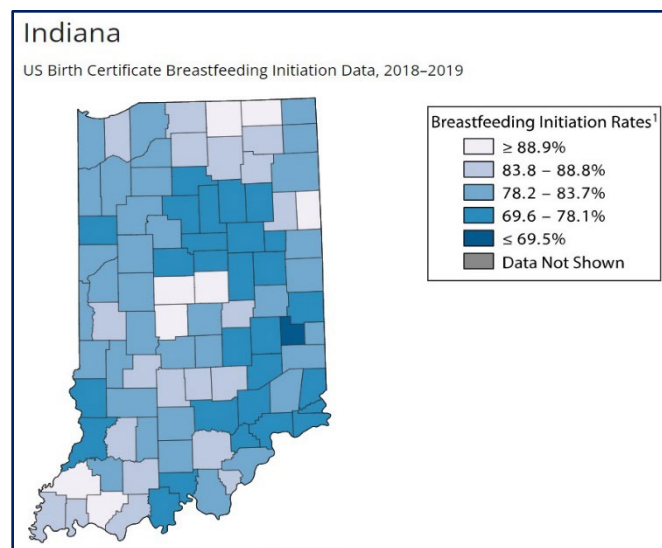 Indiana
US Birth Certificate Breastfeeding Initiation Data, 2018–2019
Breastfeeding Initiation Rates¹
≥ 88.9%
83.8 – 88.8%
78.2 – 83.7%
69.6 – 78.1%
≤ 69.5%
Data Not Shown